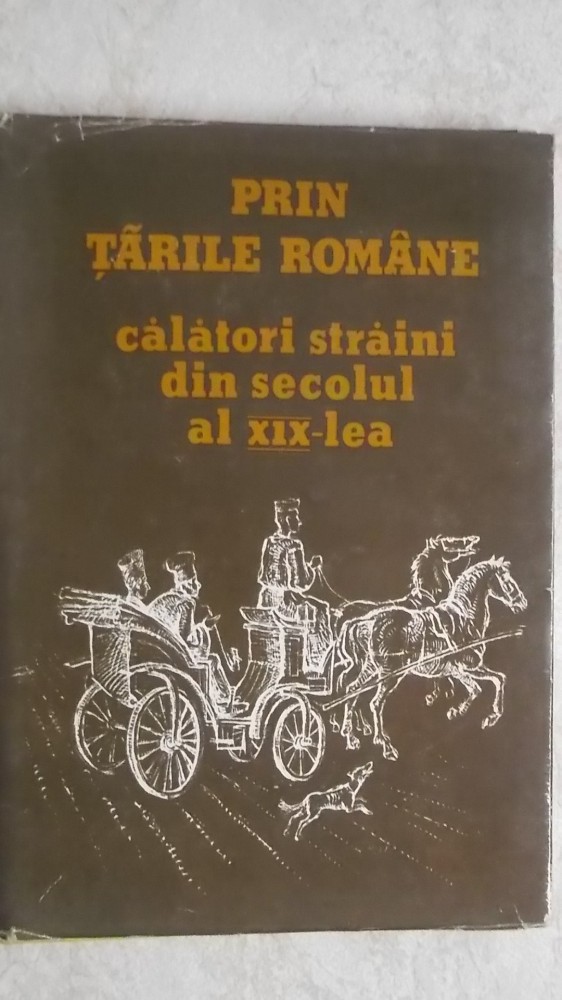 PRIN
ȚĂRILE ROMÂNE
călători străini
din secolul
al XIX-lea